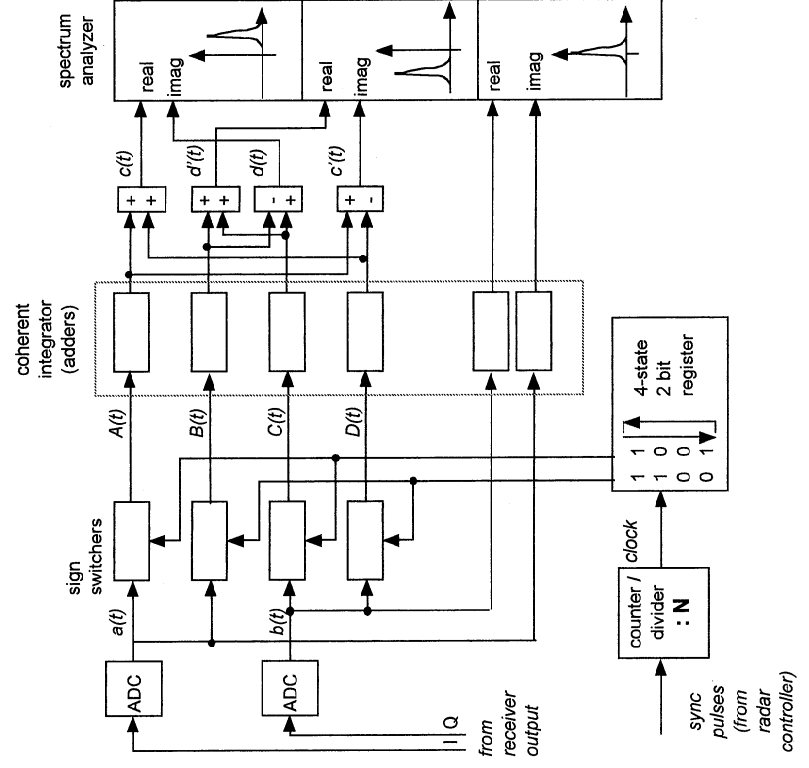 spectrum
analyzer
real
imag
real
imag
real
imag
c(t)
d'(t)
d(t)
c'(t)
+
+
+
+
-
+
+
-
coherent
integrator
(adders)
A(t)
B(t)
C(t)
D(t)
sign
switchers
a(t)
b(t)
ADC
ADC
I
Q
from
receiver
output
4-state
2 bit
register
1 1
1 0
0 0
0 1
clock
counter /
divider
: N
sync
pulses
(from
radar
controller)